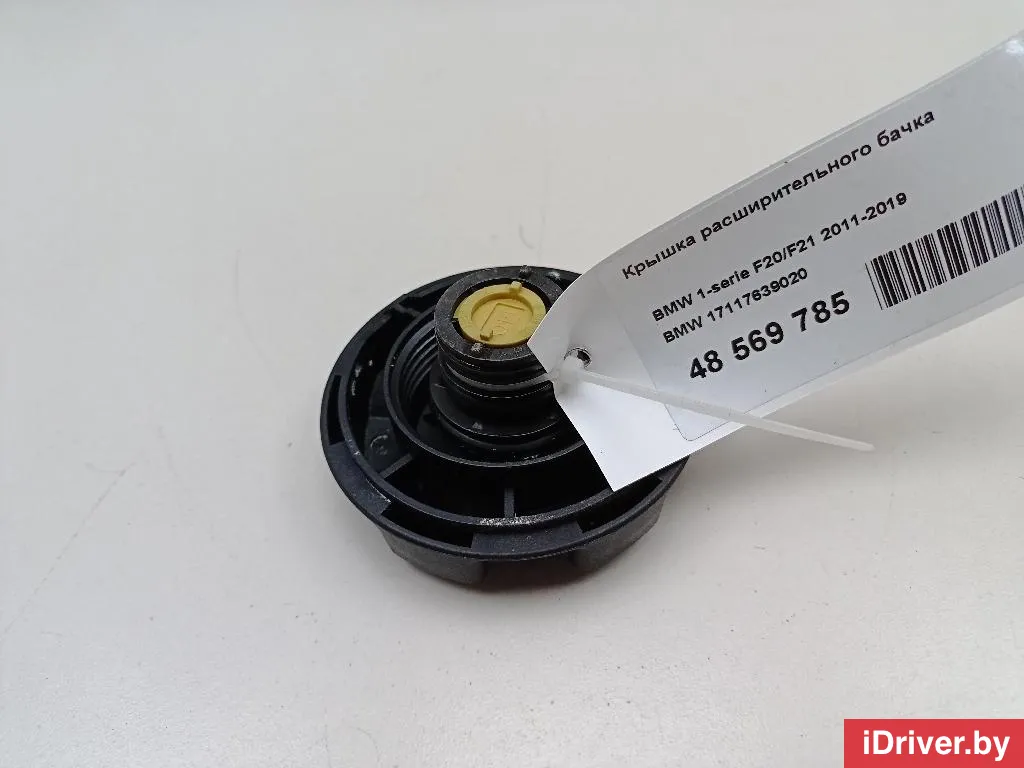 Крышка расширительного бачка
BMW 1-serie F20/F21 2011-2019
BMW 17117639020
48 569 785
iDriver.by